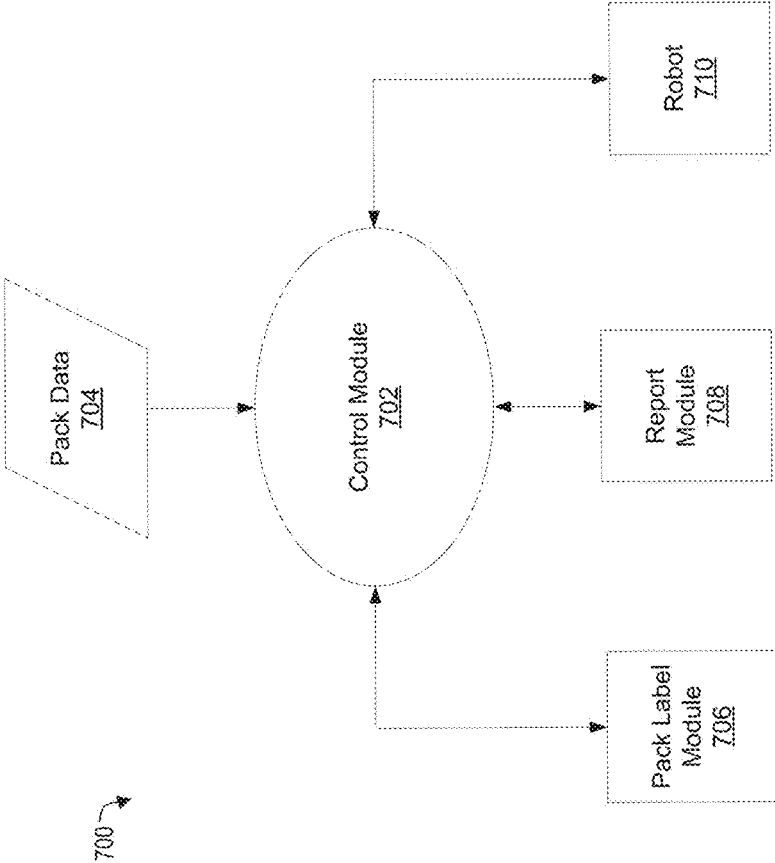 700
Pack Data
704
Control Module
702
Pack Label
Module
706
Report
Module
708
Robot
710